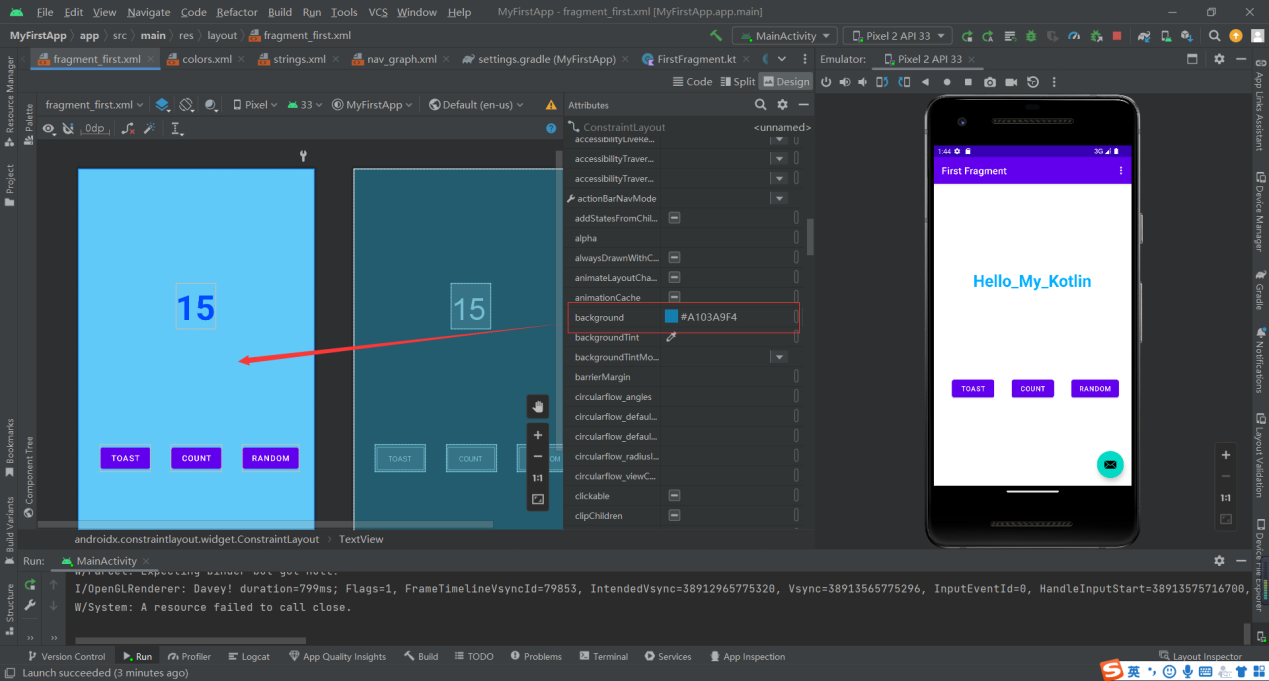 File Edit View Navigate Code Refactor Build Run Tools VCS Window Help MyFirstApp - fragment_first.xml [MyFirstApp.app.main]
MyFirstApp app src main res layout fragment_first.xml MainActivity Pixel 2 API 33
fragment_first.xml colors.xml strings.xml nav_graph.xml settings.gradle (MyFirstApp) FirstFragment.kt
Emulator: Pixel 2 API 33
Code Split Design
fragment_first.xml Pixel 33 MyFirstApp Default (en-us)
0dp
Attributes
ConstraintLayout <unnamed>
accessibilityLiveRe...
accessibilityTraver...
accessibilityTraver...
actionBarNavMode
addStatesFromChil...
alpha
alwaysDrawnWithC...
animateLayoutCha...
animationCache
background #A103A9F4
backgroundTint
backgroundTintMo...
barrierMargin
circularflow_angles
circularflow_defaul...
circularflow_defaul...
circularflow_radiusI...
circularflow_viewC...
clickable
clipChildren
15
TOAST COUNT RANDOM
15
TOAST COUNT OM
1:1
1:44 3G
First Fragment
Hello_My_Kotlin
TOAST COUNT RANDOM
1:1
Resource Manager
Project
Bookmarks
Build Variants
Structure
Palette
Component Tree
App Links Assistant
Device Manager
Gradle
Notifications
Layout Validation
Device File Explorer
androidx.constraintlayout.widget.ConstraintLayout TextView
Run: MainActivity
W/Parcel: Expecting binder but got null!
I/OpenGLRenderer: Davey! duration=799ms; Flags=1, FrameTimelineVsyncId=79853, IntendedVsync=38912965775320, Vsync=38913565775296, InputEventId=0, HandleInputStart=38913575716700,
W/System: A resource failed to call close.
Version Control Run Profiler Logcat App Quality Insights Build TODO Problems Terminal Services App Inspection Layout Inspector
Launch succeeded (3 minutes ago)
英